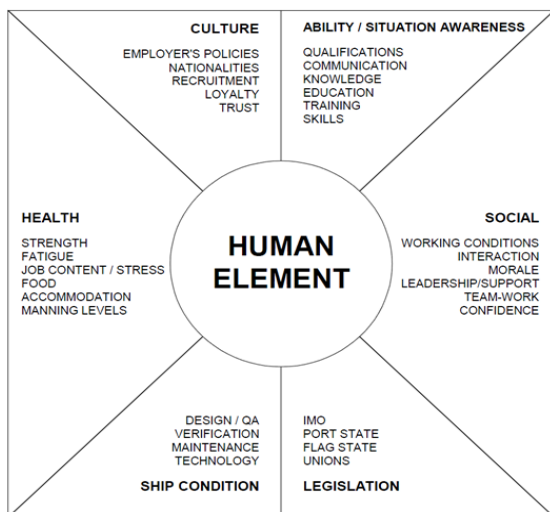 CULTURE
EMPLOYER'S POLICIES
NATIONALITIES
RECRUITMENT
LOYALTY
TRUST
ABILITY / SITUATION AWARENESS
QUALIFICATIONS
COMMUNICATION
KNOWLEDGE
EDUCATION
TRAINING
SKILLS
HEALTH
STRENGTH
FATIGUE
JOB CONTENT / STRESS
FOOD
ACCOMMODATION
MANNING LEVELS
HUMAN
ELEMENT
SOCIAL
WORKING CONDITIONS
INTERACTION
MORALE
LEADERSHIP/SUPPORT
TEAM-WORK
CONFIDENCE
DESIGN / QA
VERIFICATION
MAINTENANCE
TECHNOLOGY
SHIP CONDITION
IMO
PORT STATE
FLAG STATE
UNIONS
LEGISLATION